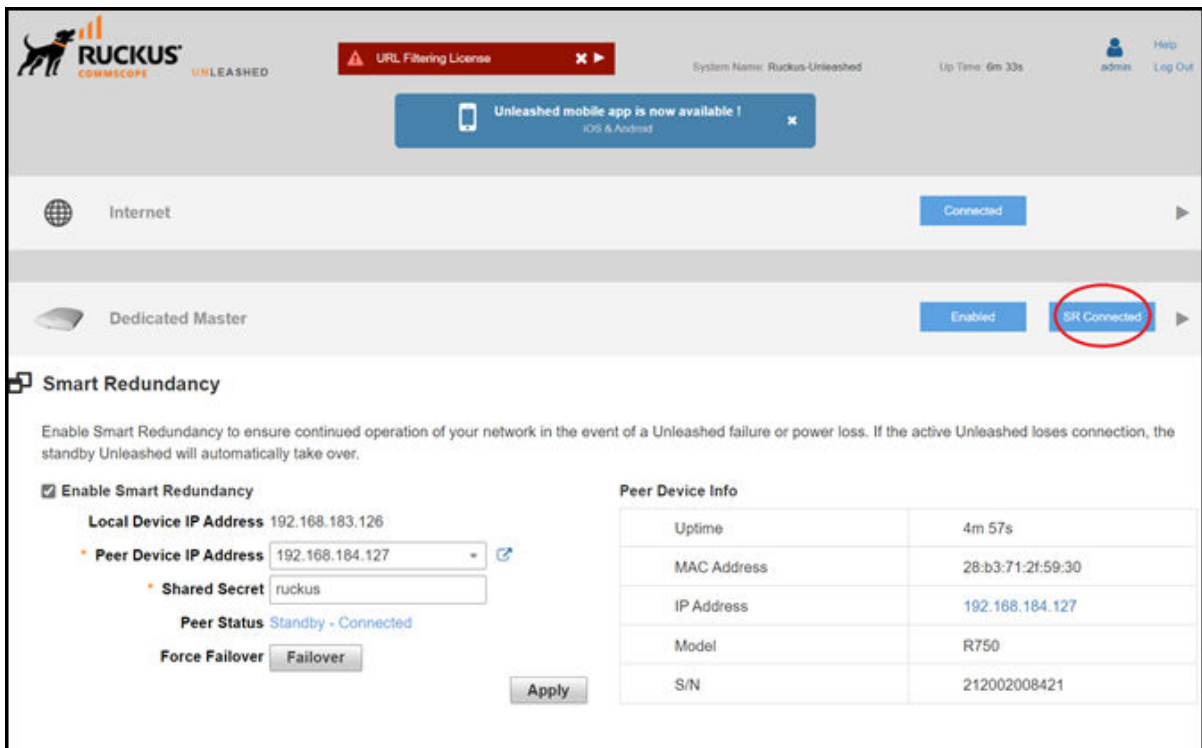 RUCKUS
COMMSCOPE
UNLEASHED
URL Filtering License
System Name: Ruckus-Unleashed
Up Time: 6m 33s
admin
Help
Log Out
Unleashed mobile app is now available !
iOS & Android
Internet
Connected
Dedicated Master
Enabled
SR Connected
Smart Redundancy
Enable Smart Redundancy to ensure continued operation of your network in the event of a Unleashed failure or power loss. If the active Unleashed loses connection, the
standby Unleashed will automatically take over.
Enable Smart Redundancy
Local Device IP Address 192.168.183.126
* Peer Device IP Address 192.168.184.127
* Shared Secret ruckus
Peer Status Standby - Connected
Force Failover Failover
Apply
Peer Device Info
Uptime 4m 57s
MAC Address 28:b3:71:2f:59:30
IP Address 192.168.184.127
Model R750
S/N 212002008421